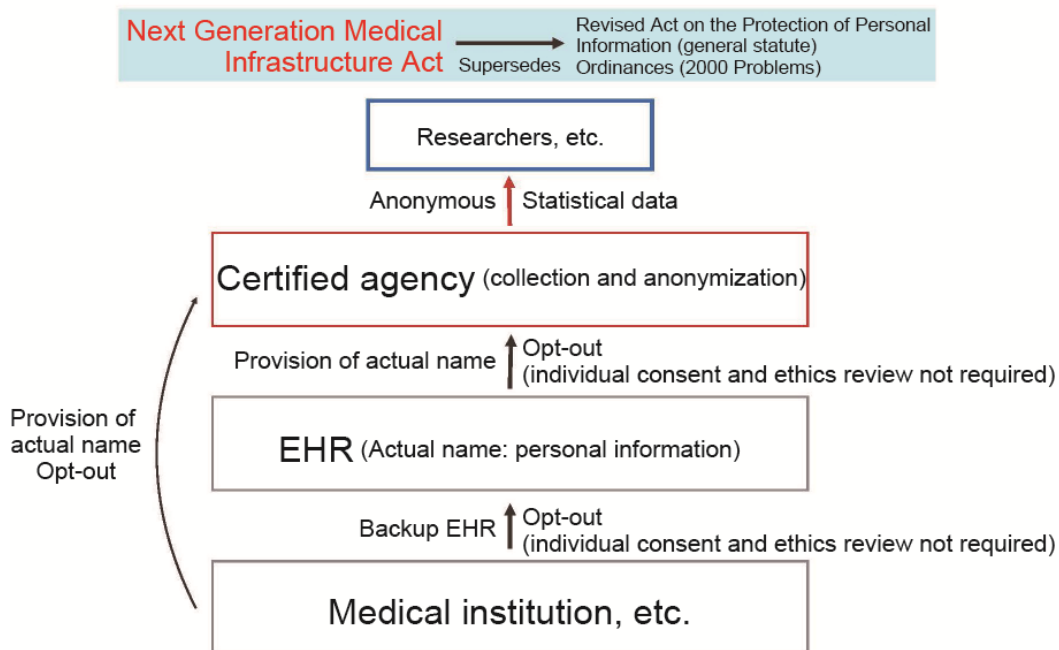 Next Generation Medical
Infrastructure Act
Supersedes
Revised Act on the Protection of Personal
Information (general statute)
Ordinances (2000 Problems)
Researchers, etc.
Anonymous
Statistical data
Certified agency (collection and anonymization)
Provision of actual name
Opt-out
(individual consent and ethics review not required)
Provision of
actual name
Opt-out
EHR (Actual name: personal information)
Backup EHR
Opt-out
(individual consent and ethics review not required)
Medical institution, etc.